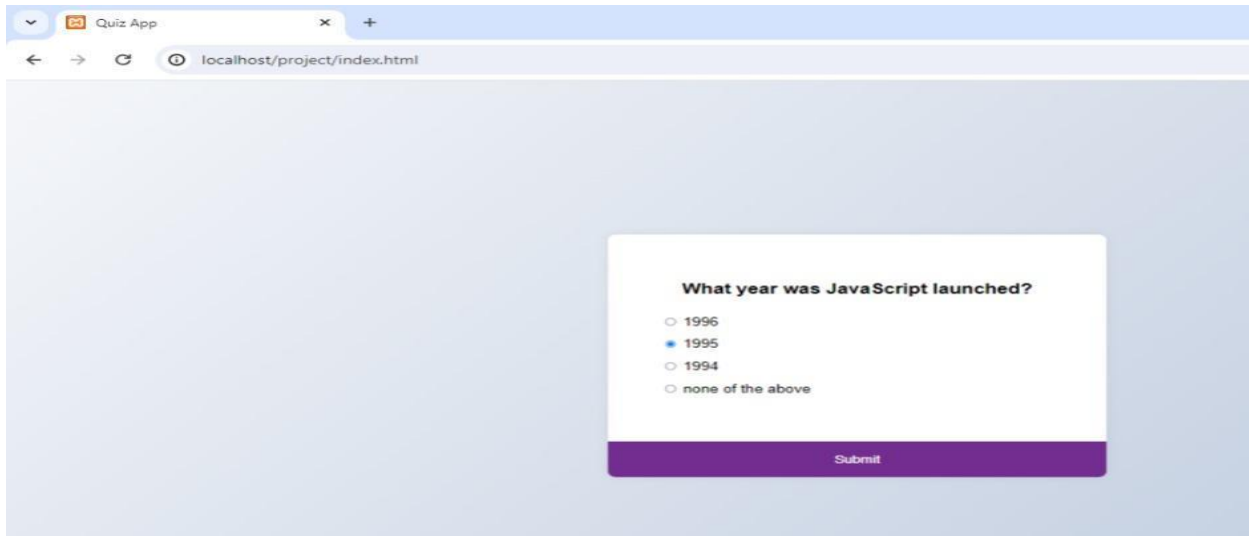 Quiz App
localhost/project/index.html
What year was JavaScript launched?
1996
1995
1994
none of the above
Submit